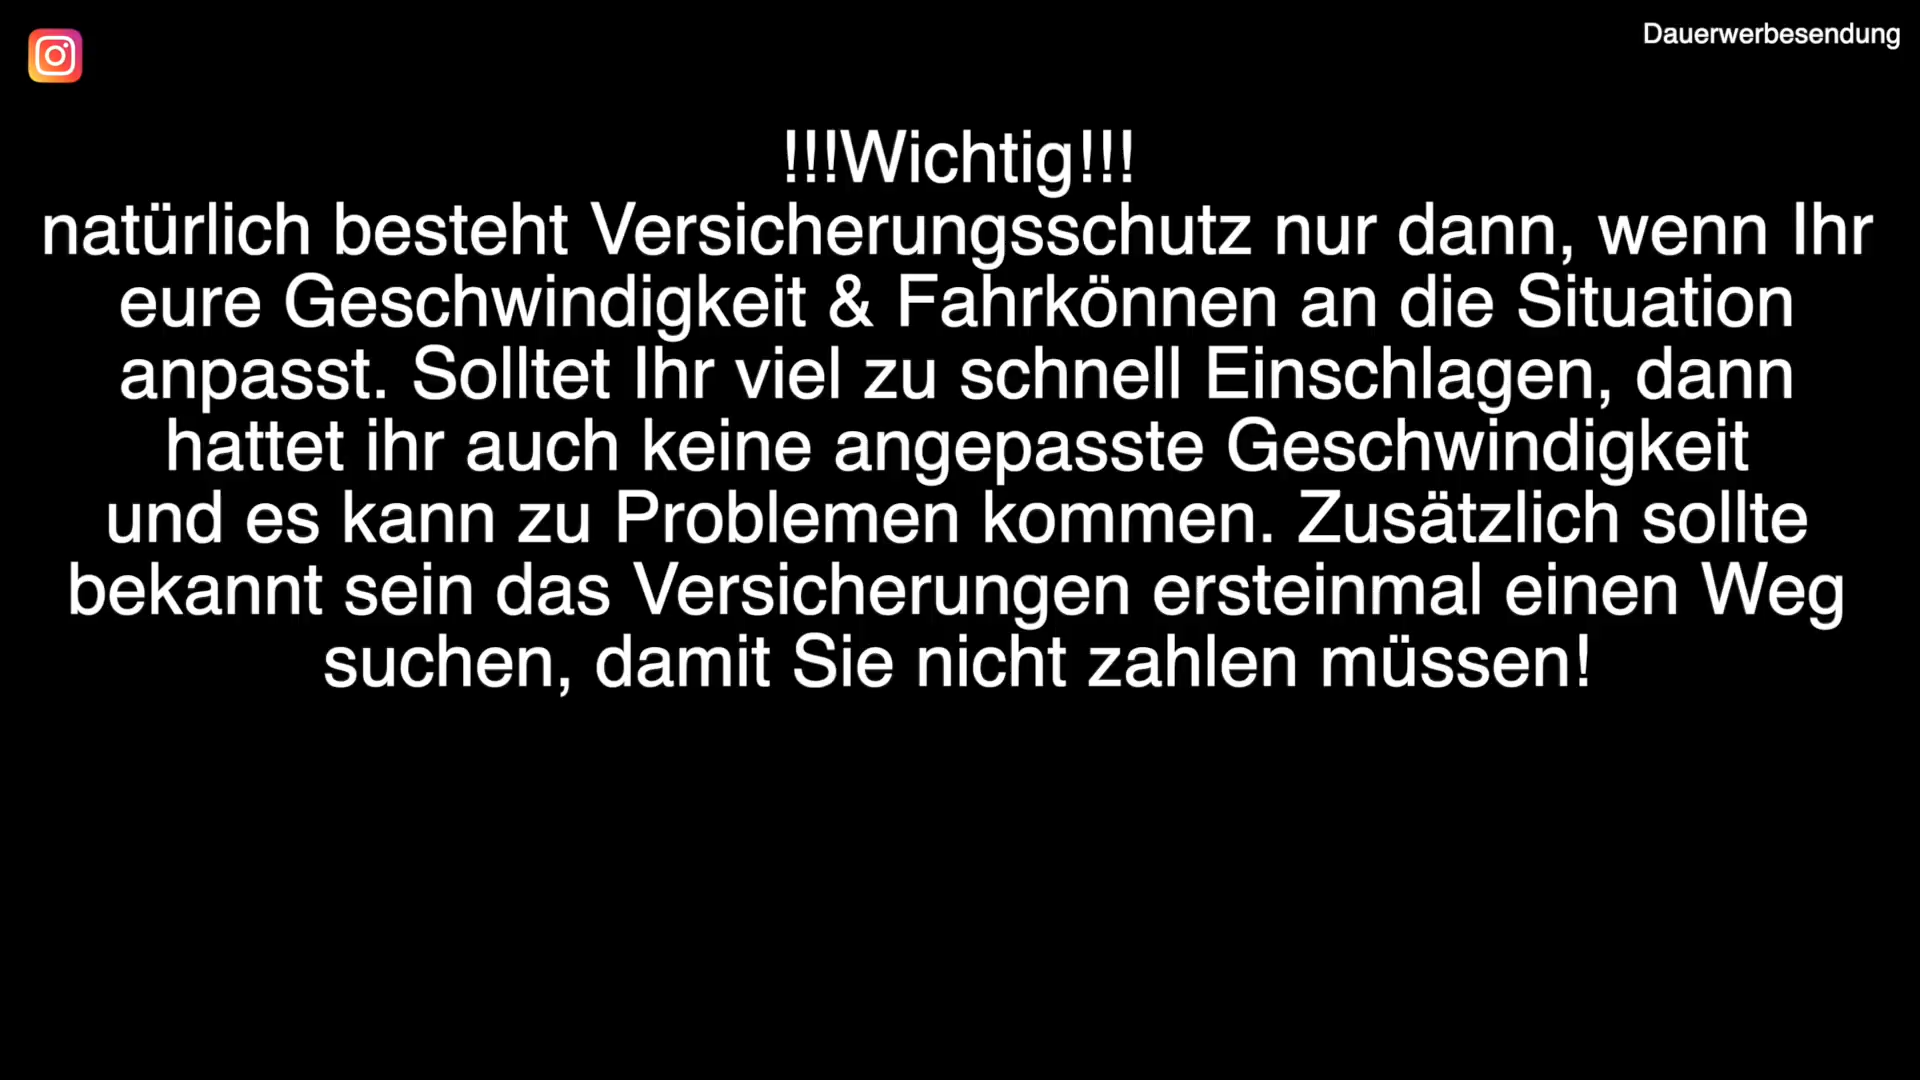 Dauerwerbesendung
!!!Wichtig!!!
natürlich besteht Versicherungsschutz nur dann, wenn Ihr
eure Geschwindigkeit & Fahrkönnen an die Situation
anpasst. Solltet Ihr viel zu schnell Einschlagen, dann
hattet ihr auch keine angepasste Geschwindigkeit
und es kann zu Problemen kommen. Zusätzlich sollte
bekannt sein das Versicherungen ersteinmal einen Weg
suchen, damit Sie nicht zahlen müssen!